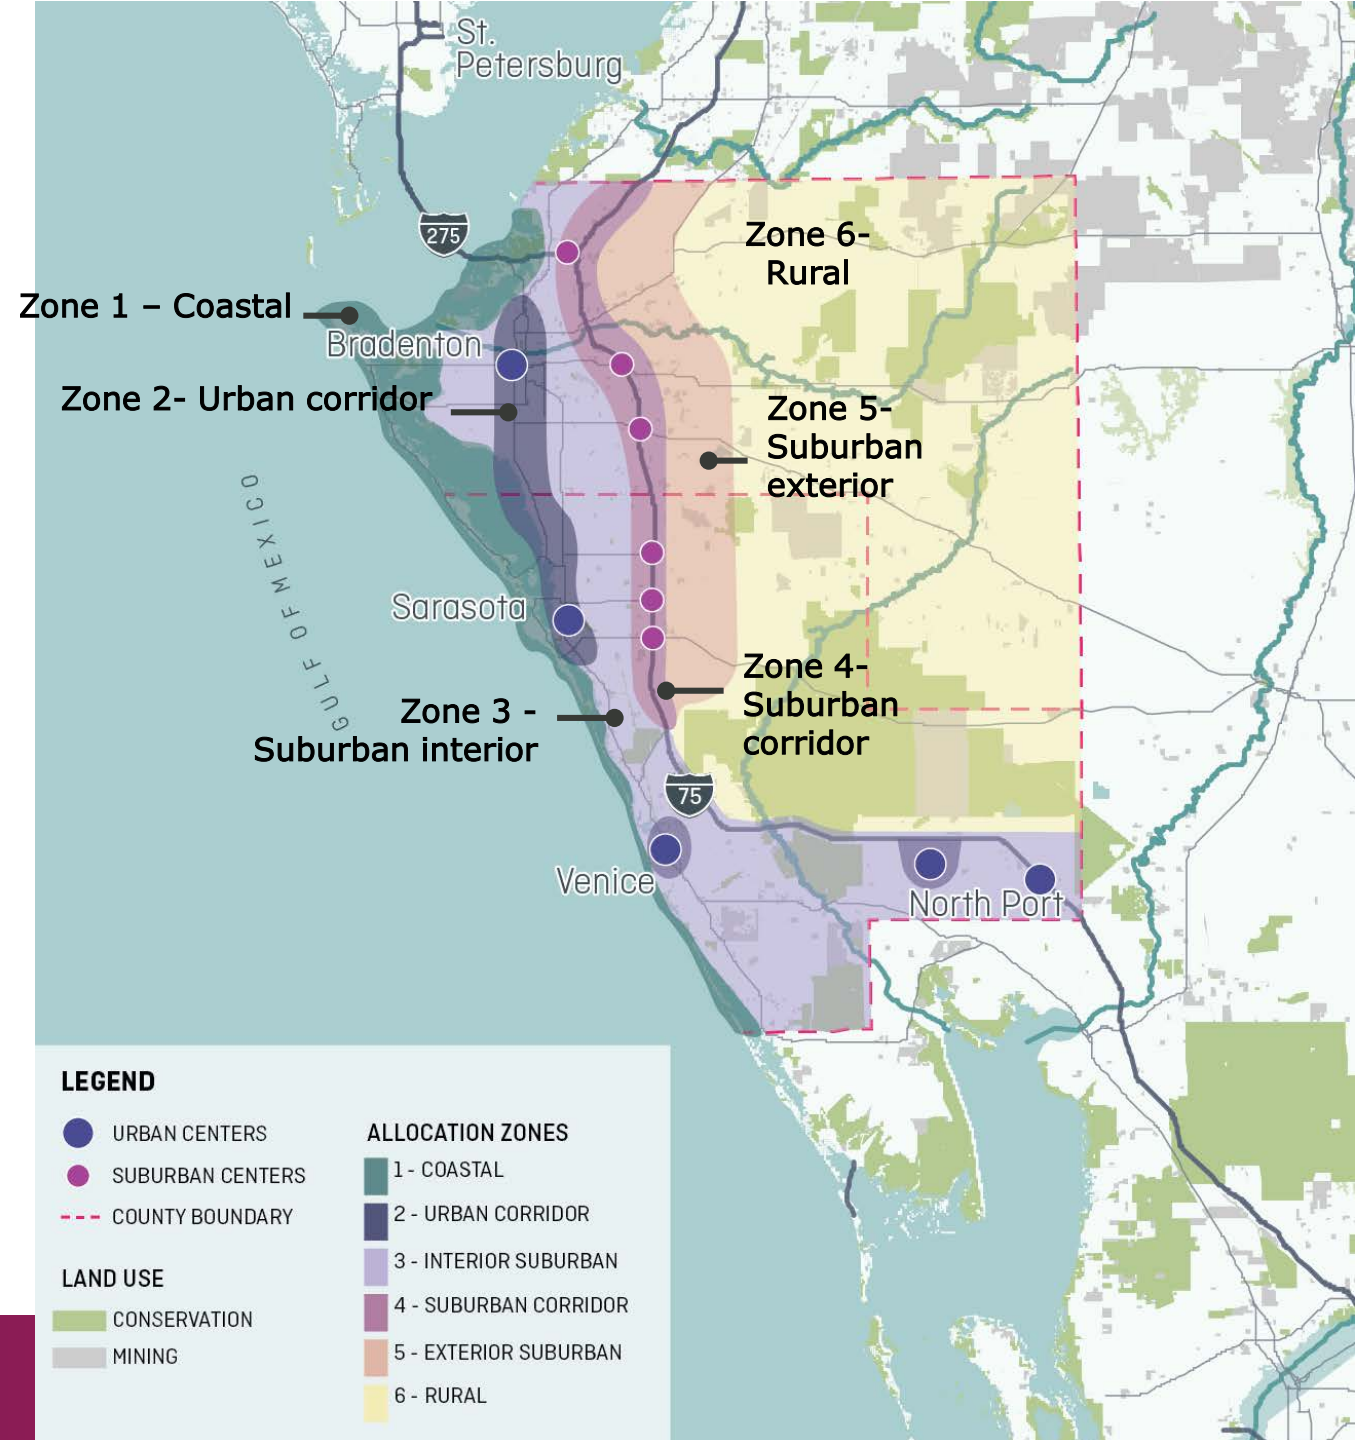 St.
Petersburg
275
Zone 6-
Rural
Zone 1 – Coastal
Bradenton
Zone 2- Urban corridor
Zone 5-
Suburban
exterior
GULF OF MEXICO
Sarasota
Zone 4-
Suburban
corridor
Zone 3 -
Suburban interior
75
Venice
North Port
LEGEND
URBAN CENTERS
SUBURBAN CENTERS
COUNTY BOUNDARY
LAND USE
CONSERVATION
MINING
ALLOCATION ZONES
1 - COASTAL
2 - URBAN CORRIDOR
3 - INTERIOR SUBURBAN
4 - SUBURBAN CORRIDOR
5 - EXTERIOR SUBURBAN
6 - RURAL